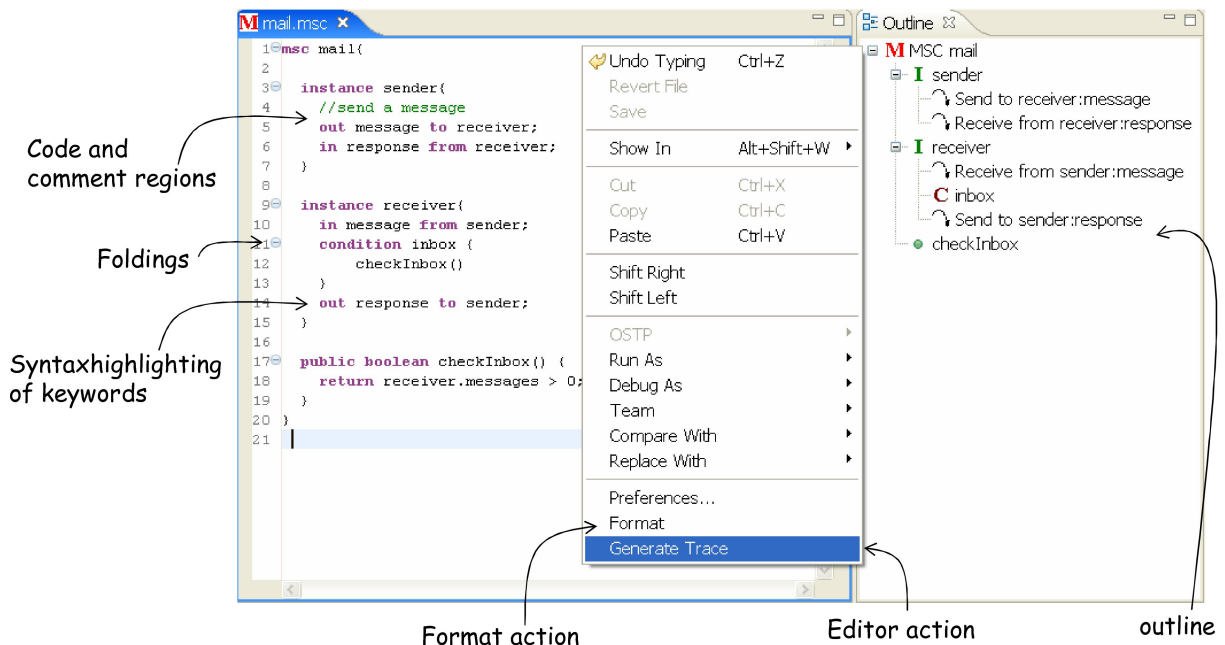 M mail.msc
1 msc mail{
2
3 instance sender{
4 //send a message
5 out message to receiver;
6 in response from receiver;
7 }
8
9 instance receiver{
10 in message from sender;
11 condition inbox {
12 checkInbox()
13 }
14 out response to sender;
15 }
16
17 public boolean checkInbox() {
18 return receiver.messages > 0;
19 }
20 }
21
Undo Typing Ctrl+Z
Revert File
Save
Show In Alt+Shift+W
Cut Ctrl+X
Copy Ctrl+C
Paste Ctrl+V
Shift Right
Shift Left
OSTP
Run As
Debug As
Team
Compare With
Replace With
Preferences...
Format
Generate Trace
Outline
M MSC mail
I sender
Send to receiver:message
Receive from receiver:response
I receiver
Receive from sender:message
C inbox
Send to sender:response
checkInbox
Code and
comment regions
Foldings
Syntaxhighlighting
of keywords
Format action
Editor action
outline